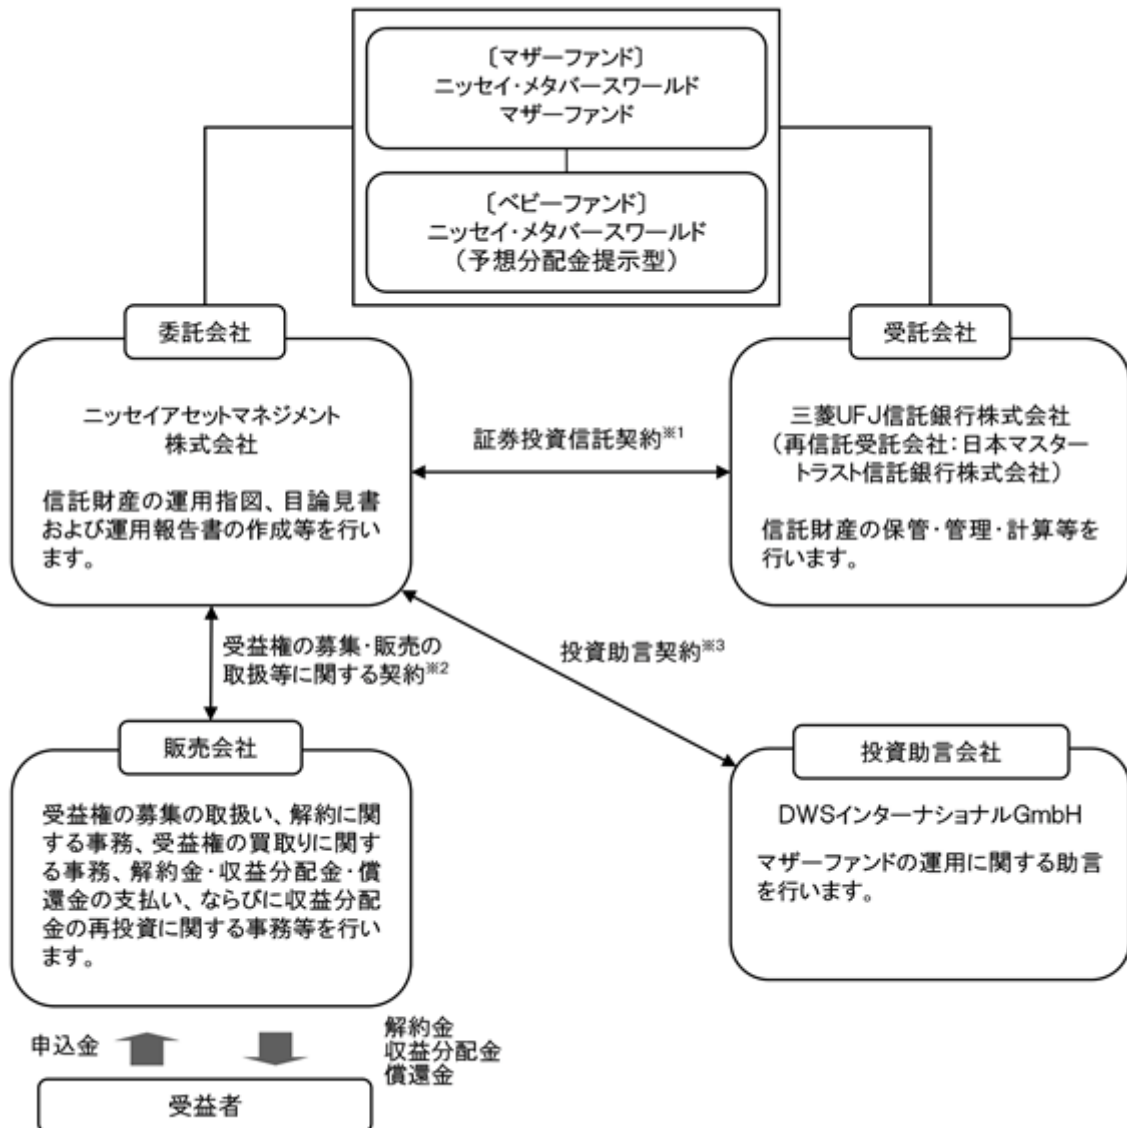 〔マザーファンド〕
ニッセイ・メタバースワールド
マザーファンド
〔ベビーファンド〕
ニッセイ・メタバースワールド
（予想分配金提示型）
委託会社
ニッセイアセットマネジメント
株式会社
信託財産の運用指図、目論見書
および運用報告書の作成等を行い
ます。
証券投資信託契約※1
受託会社
三菱UFJ信託銀行株式会社
（再信託受託会社：日本マスター
トラスト信託銀行株式会社）
信託財産の保管・管理・計算等を
行います。
受益権の募集・販売の
取扱等に関する契約※2
投資助言契約※3
販売会社
受益権の募集の取扱い、解約に関
する事務、受益権の買取りに関す
る事務、解約金・収益分配金・償
還金の支払い、ならびに収益分配
金の再投資に関する事務等を行い
ます。
投資助言会社
DWSインターナショナルGmbH
マザーファンドの運用に関する助言
を行います。
申込金
解約金
収益分配金
償還金
受益者